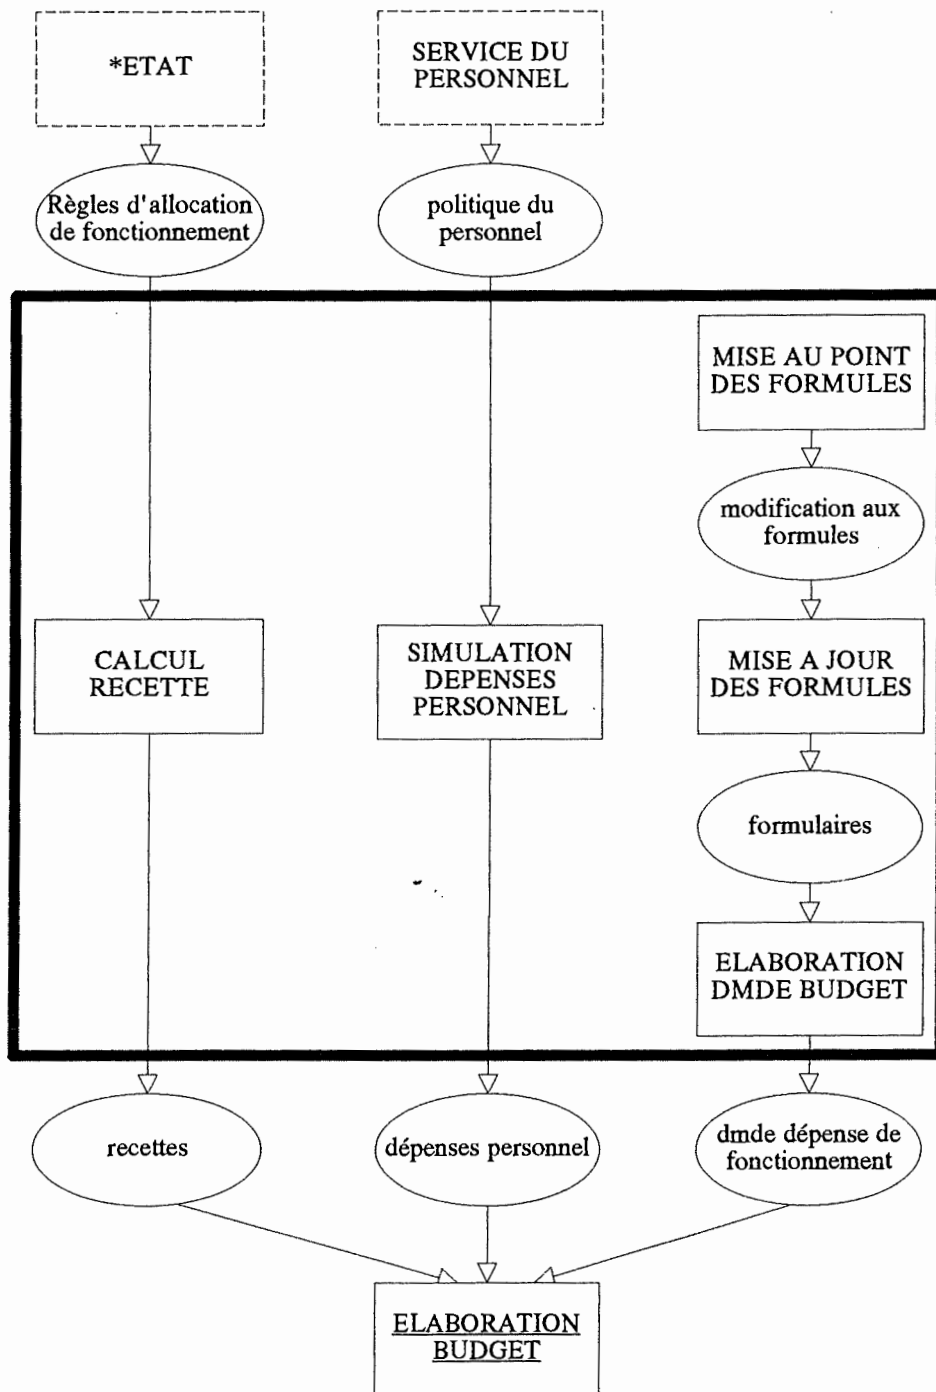 *ETAT
SERVICE DU
PERSONNEL
Règles d'allocation
de fonctionnement
politique du
personnel
MISE AU POINT
DES FORMULES
modification aux
formules
CALCUL
RECETTE
SIMULATION
DEPENSES
PERSONNEL
MISE A JOUR
DES FORMULES
formulaires
ELABORATION
DMDE BUDGET
recettes
dépenses personnel
dmde dépense de
fonctionnement
ELABORATION
BUDGET